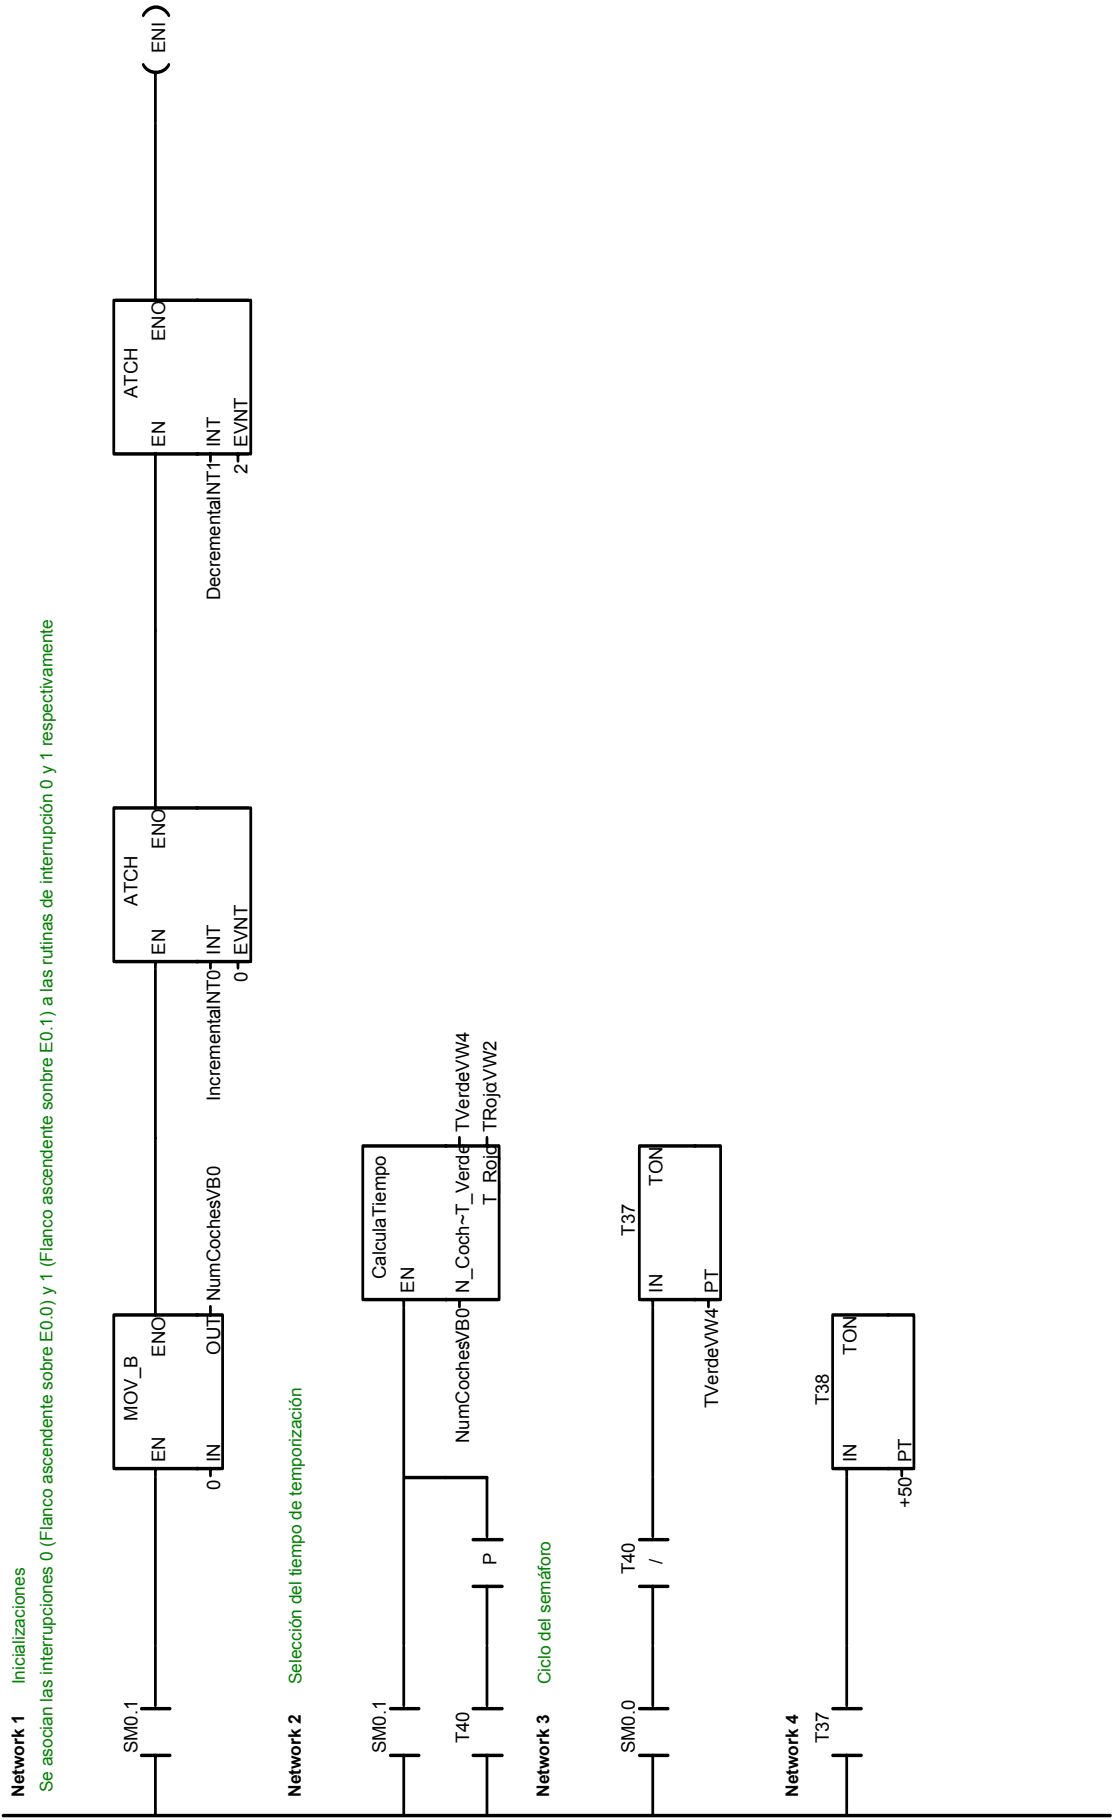 Network 1 Inicializaciones
Se asocian las interrupciones 0 (Flanco ascendente sobre E0.0) y 1 (Flanco ascendente sonbre E0.1) a las rutinas de interrupción 0 y 1 respectivamente
SM0.1
MOV_B
EN ENO
0 IN OUT NumCochesVB0
ATCH
EN ENO
IncrementaINT0 INT
0 EVNT
ATCH
EN ENO
DecrementaINT1 INT
2 EVNT
( ENI )
Network 2 Selección del tiempo de temporización
SM0.1
CalculaTiempo
EN
NumCochesVB0 N_Coch~T_Verde TVerdeVW4
T_Rojo TRojoVW2
T40
P
Network 3 Ciclo del semáforo
SM0.0
T40
/
T37
IN TON
TVerdeVW4 PT
Network 4
T37
T38
IN TON
+50 PT